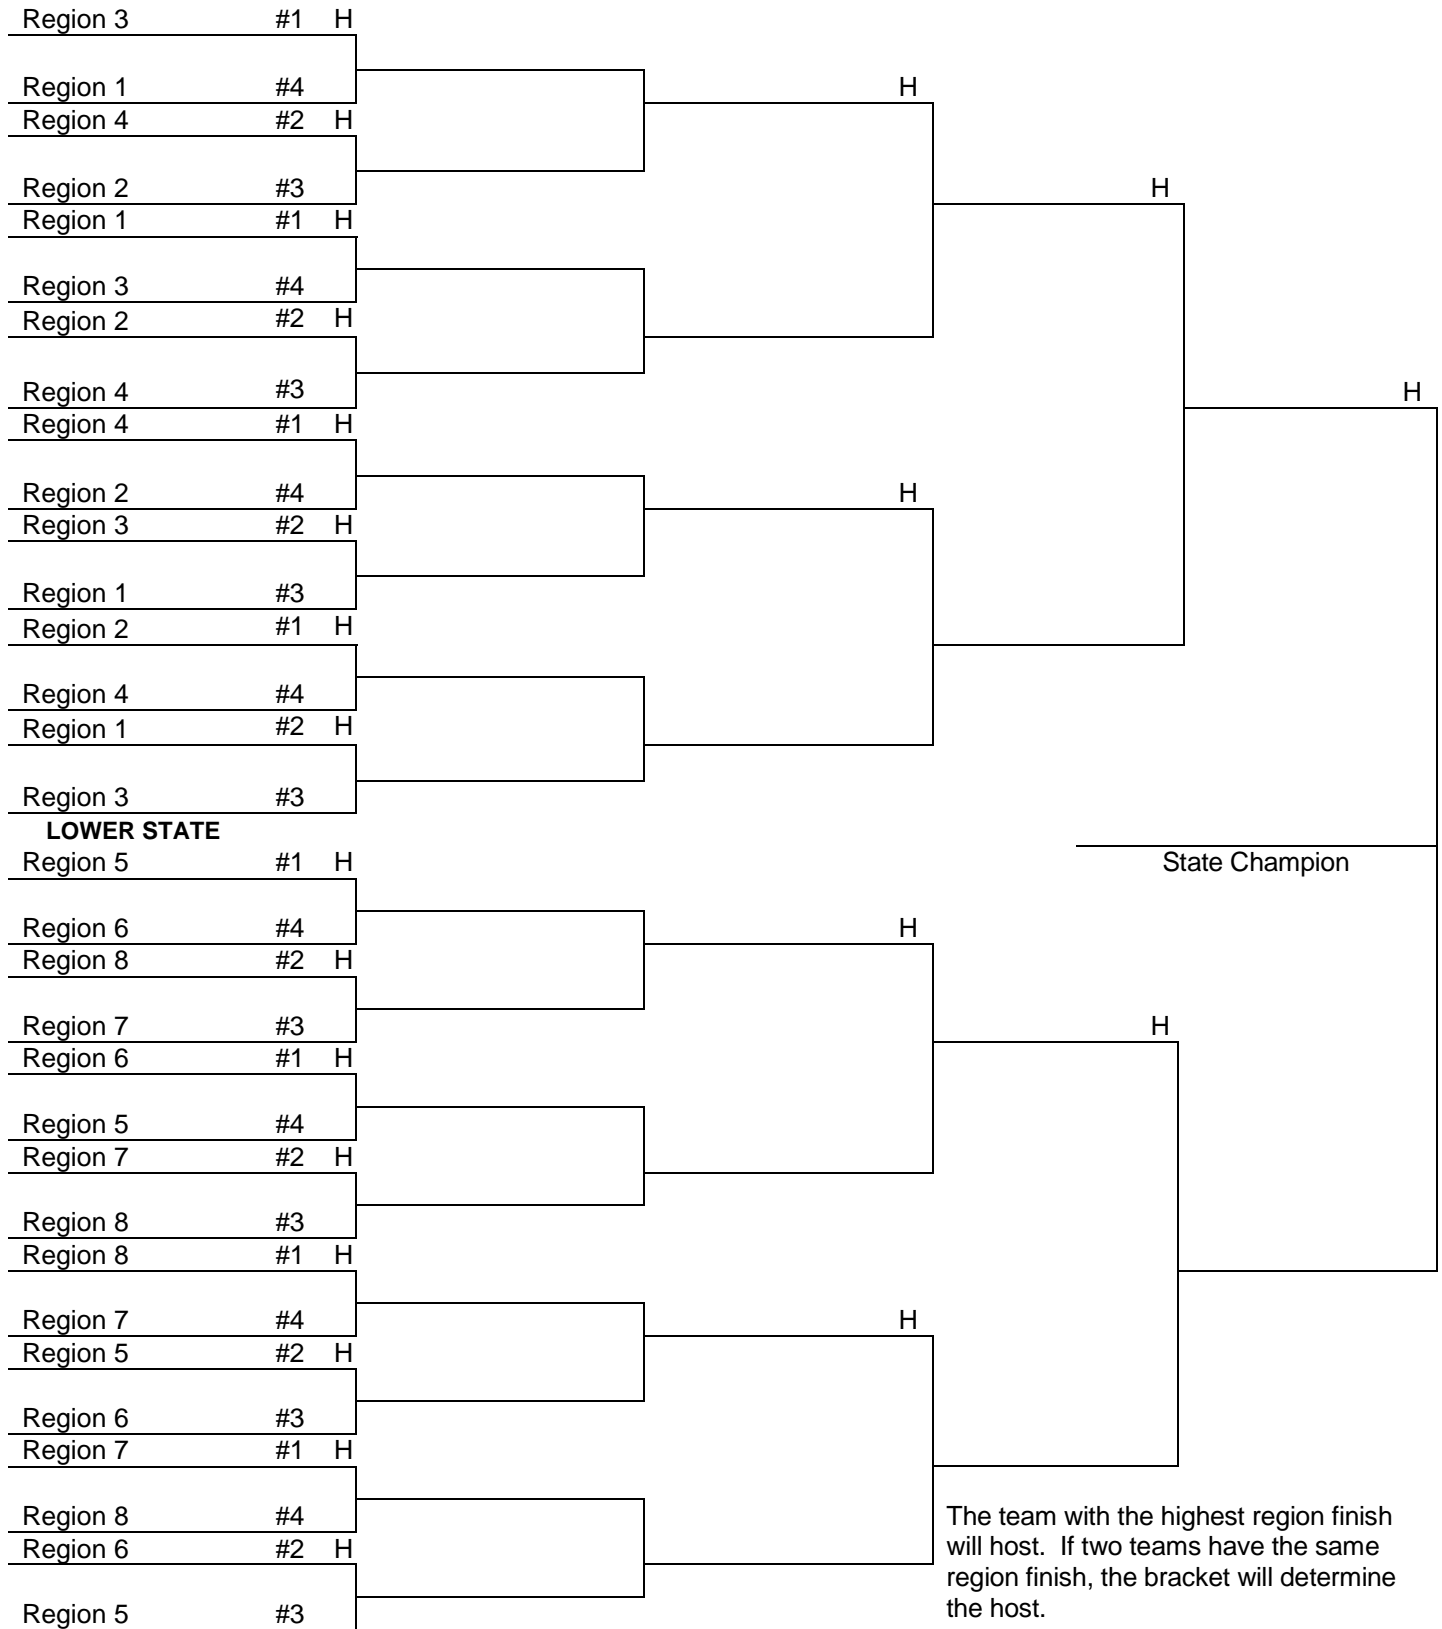 Region 3 #1 H
Region 1 #4 H
Region 4 #2 H
Region 2 #3 H
Region 1 #1 H
Region 3 #4
Region 2 #2 H
Region 4 #3 H
Region 4 #1 H
Region 2 #4 H
Region 3 #2 H
Region 1 #3
Region 2 #1 H
Region 4 #4
Region 1 #2 H
Region 3 #3
LOWER STATE
Region 5 #1 H
State Champion
Region 6 #4 H
Region 8 #2 H
Region 7 #3 H
Region 6 #1 H
Region 5 #4
Region 7 #2 H
Region 8 #3
Region 8 #1 H
Region 7 #4 H
Region 5 #2 H
Region 6 #3
Region 7 #1 H
Region 8 #4
Region 6 #2 H
Region 5 #3
The team with the highest region finish
will host. If two teams have the same
region finish, the bracket will determine
the host.